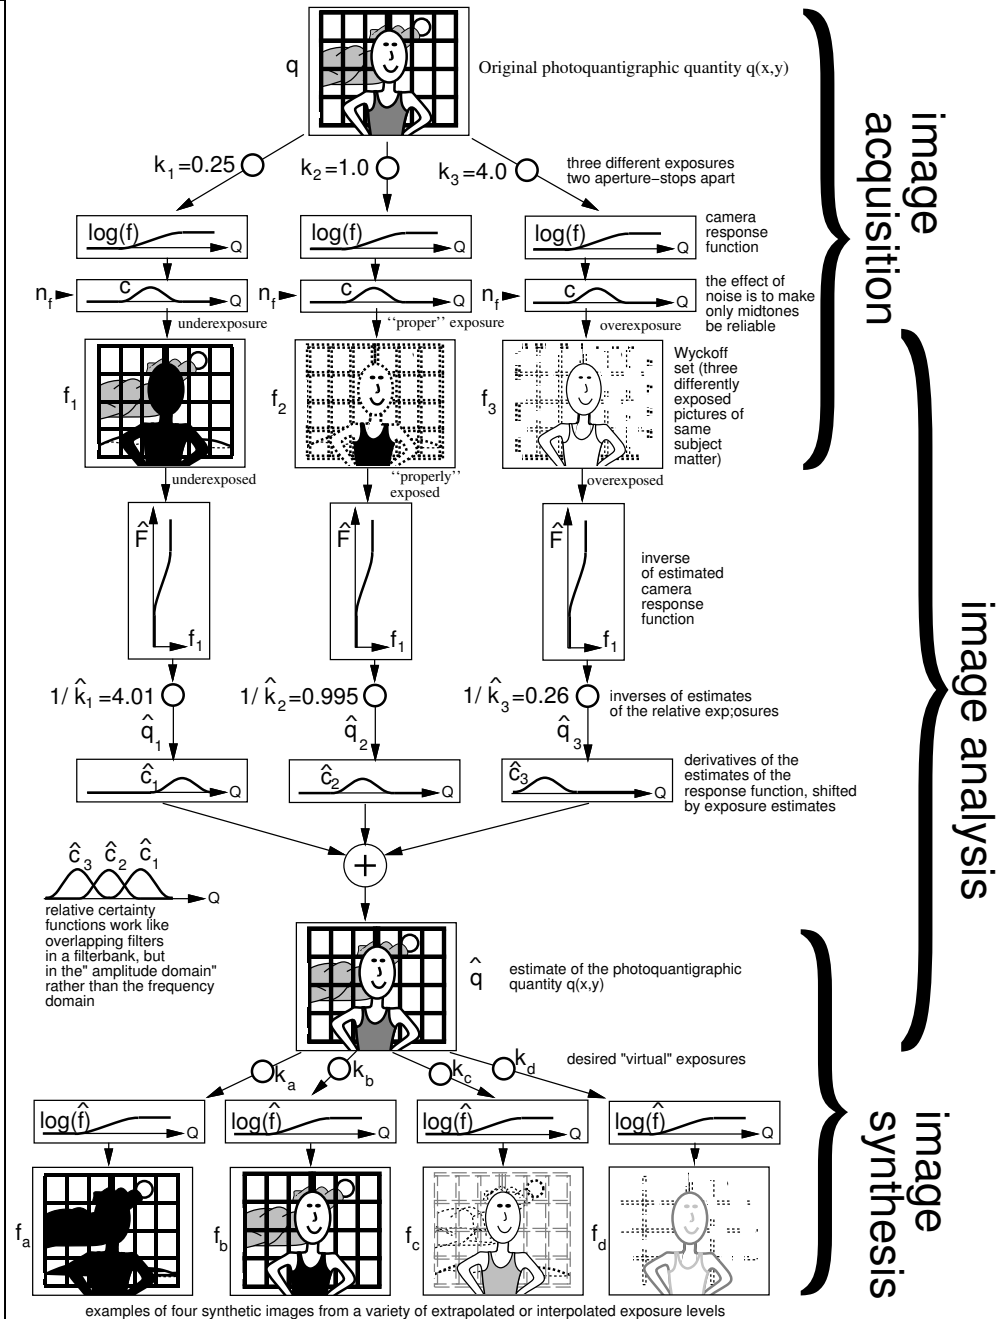 q
Original photoquantigraphic quantity q(x,y)
k1=0.25
k2=1.0
k3=4.0
three different exposures
two aperture−stops apart
log(f)
Q
log(f)
Q
log(f)
Q
camera
response
function
nf
c
Q
nf
c
Q
nf
c
Q
the effect of
noise is to make
only midtones
be reliable
underexposure
‘‘proper’’ exposure
overexposure
f1
f2
f3
Wyckoff
set (three
differently
exposed
pictures of
same
subject
matter)
image
acquisition
underexposed
‘‘properly’’
exposed
overexposed
F̂
f1
F̂
f1
F̂
f1
inverse
of estimated
camera
response
function
1/ k̂1=4.01
1/ k̂2=0.995
1/ k̂3=0.26
inverses of estimates
of the relative exp;osures
q̂1
q̂2
q̂3
ĉ1
Q
ĉ2
Q
ĉ3
Q
derivatives of the
estimates of the
response function, shifted
by exposure estimates
image analysis
+
ĉ3 ĉ2 ĉ1
Q
relative certainty
functions work like
overlapping filters
in a filterbank, but
in the" amplitude domain"
rather than the frequency
domain
q̂
estimate of the photoquantigraphic
quantity q(x,y)
ka
kb
kc
kd
desired "virtual" exposures
log(f̂)
Q
log(f̂)
Q
log(f̂)
Q
log(f̂)
Q
fa
fb
fc
fd
image
synthesis
examples of four synthetic images from a variety of extrapolated or interpolated exposure levels